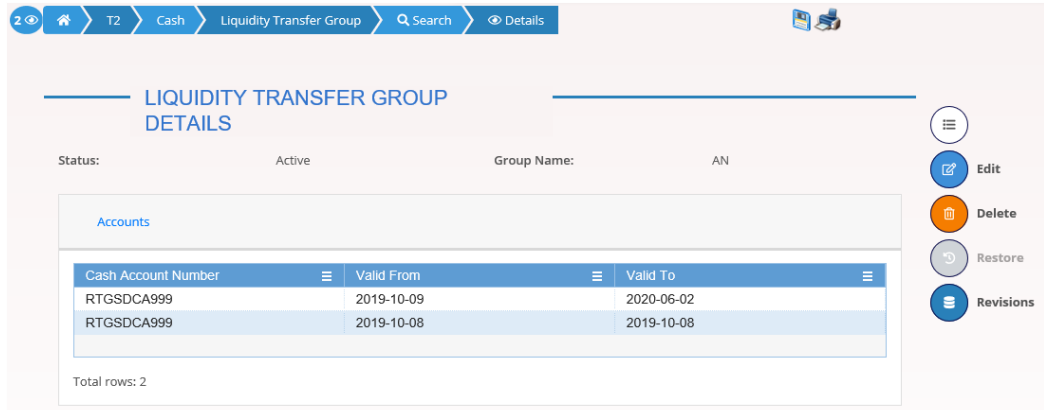 2 T2 Cash Liquidity Transfer Group Search Details
LIQUIDITY TRANSFER GROUP
DETAILS
Status: Active Group Name: AN
Edit
Delete
Restore
Revisions
Accounts
Cash Account Number Valid From Valid To
RTGSDCA999 2019-10-09 2020-06-02
RTGSDCA999 2019-10-08 2019-10-08
Total rows: 2